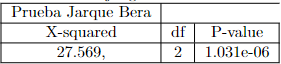 Prueba Jarque Bera
X-squared df P-value
27.569, 2 1.031e-06